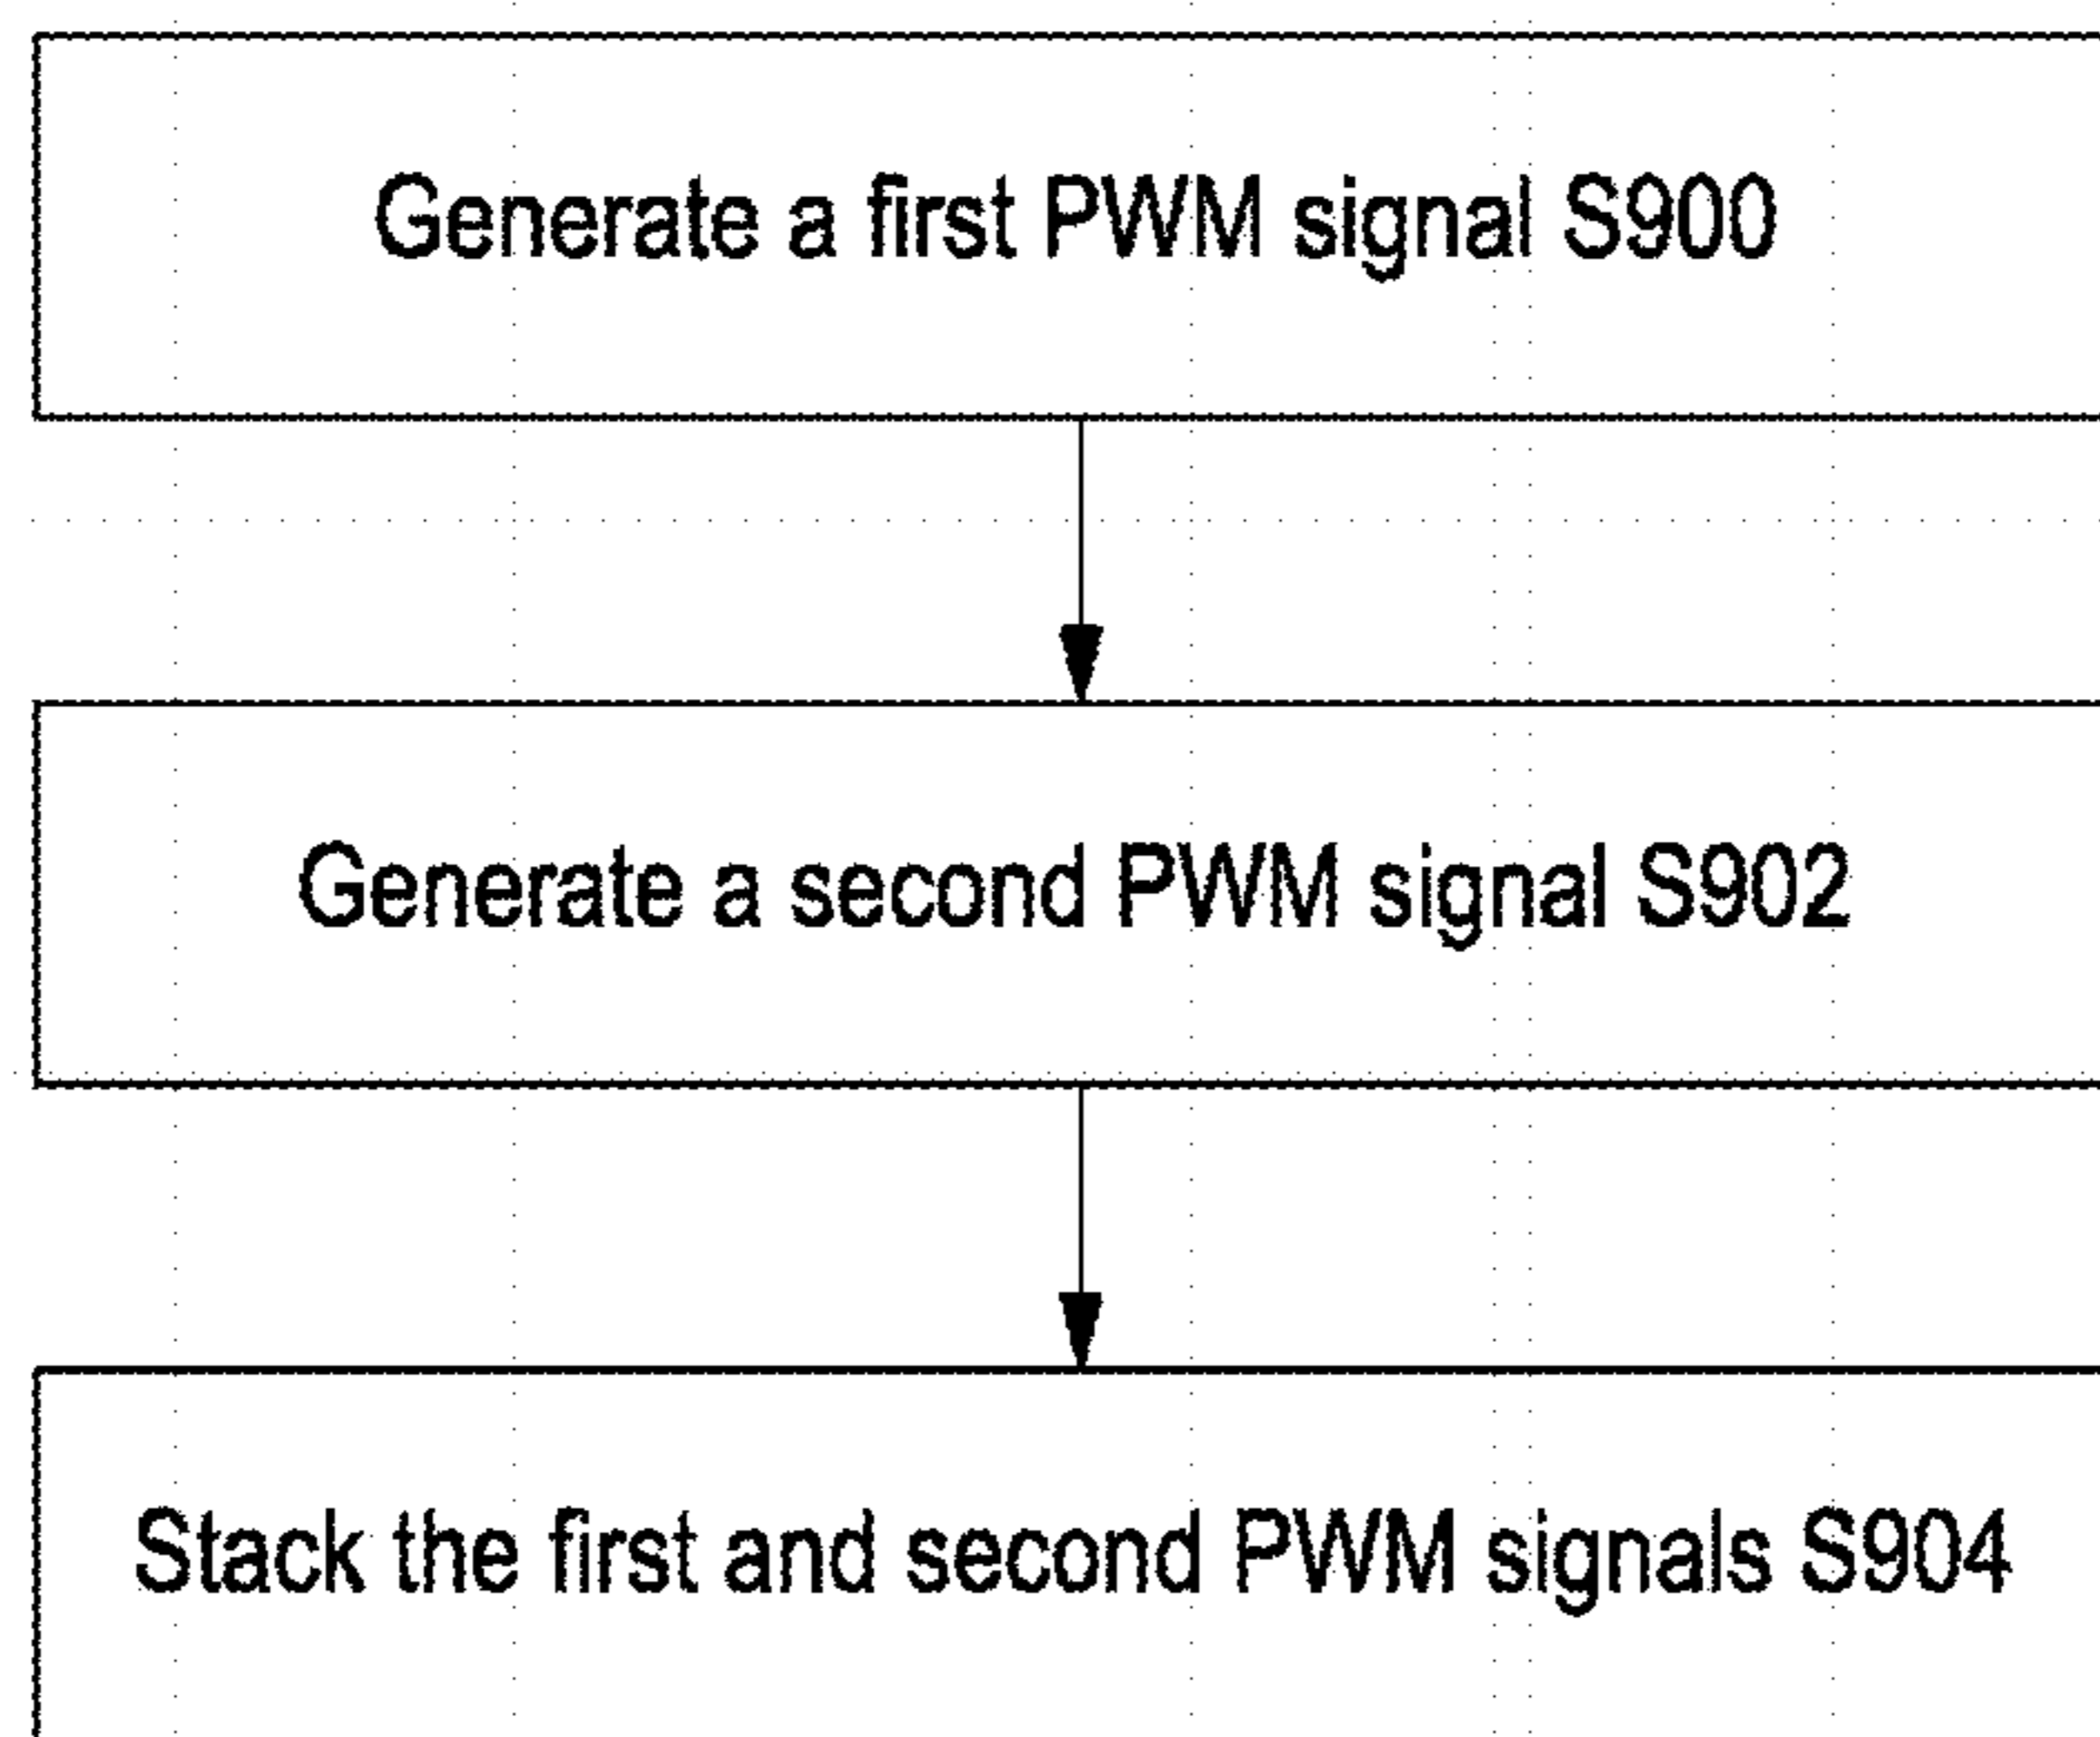 Generate a first PWM signal S900
Generate a second PWM signal S902
Stack the first and second PWM signals S904